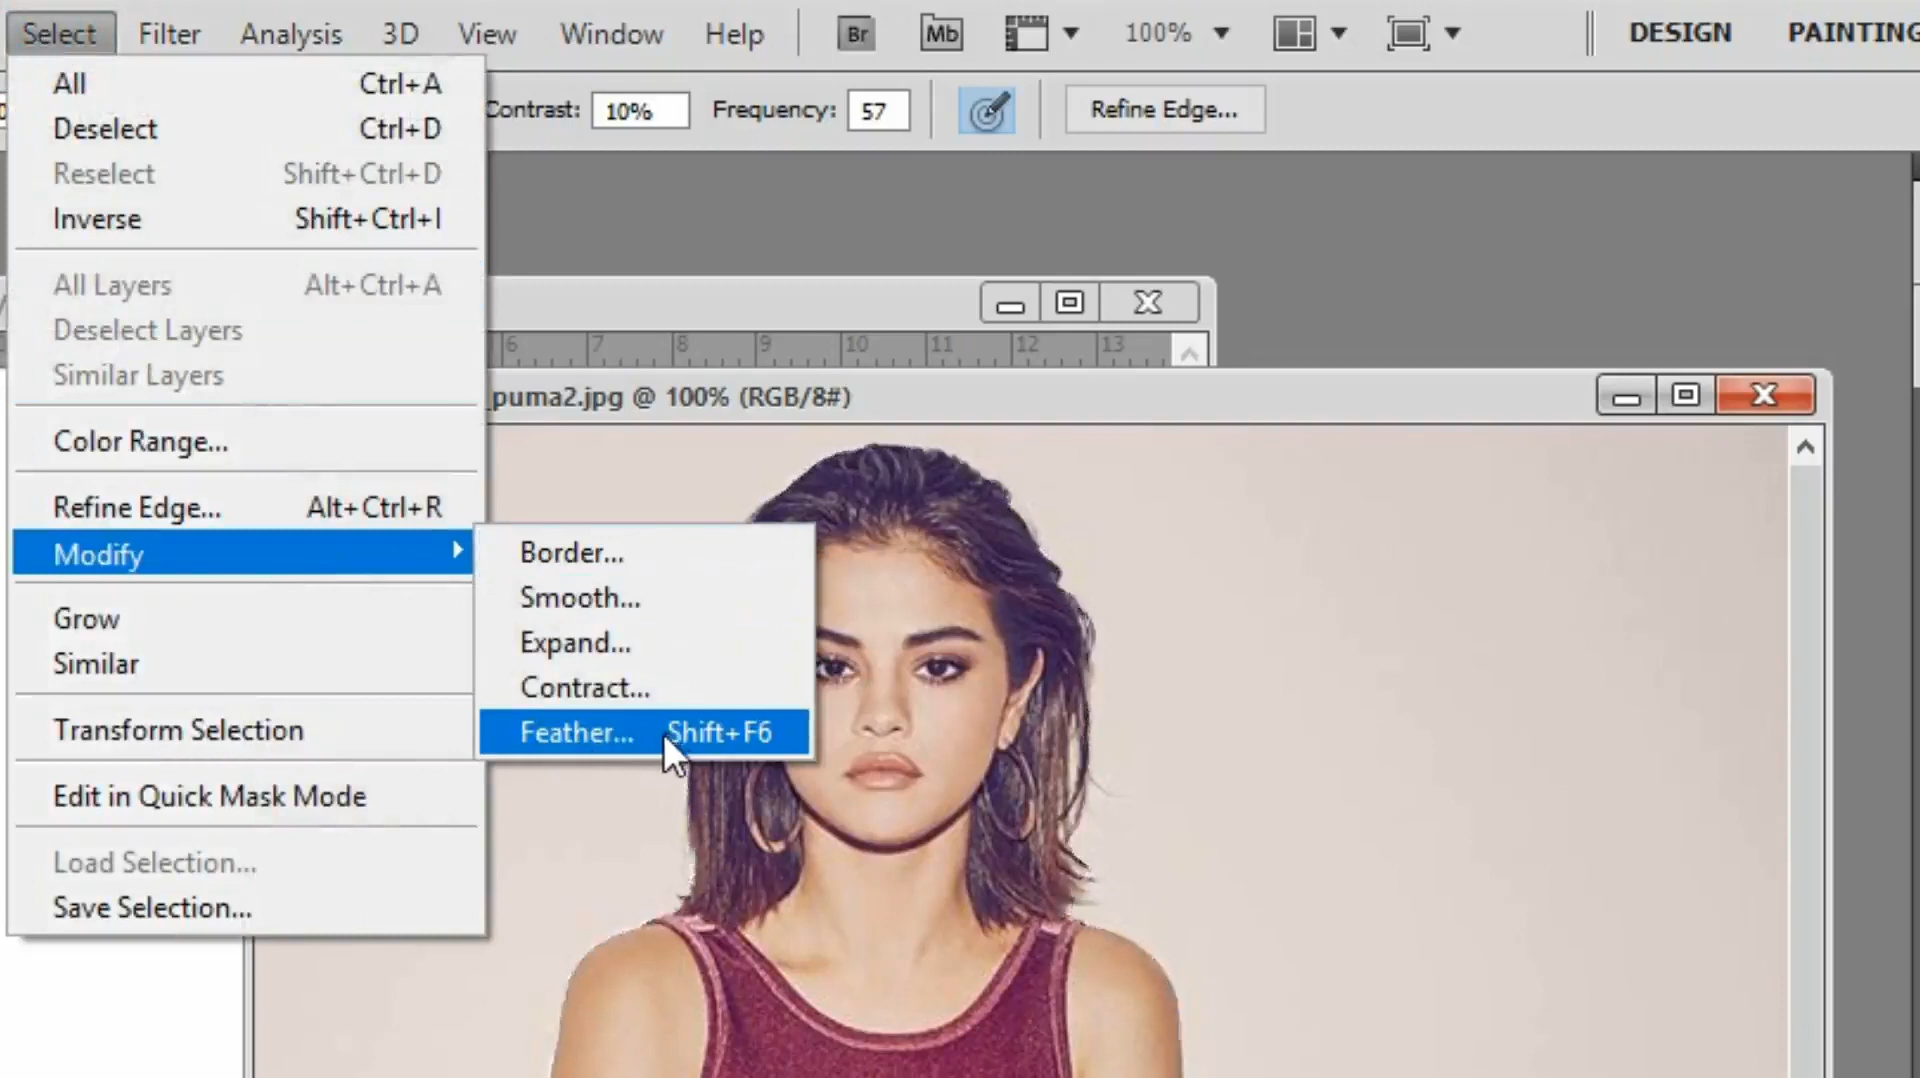 Select Filter Analysis 3D View Window Help Br Mb 100% DESIGN PAINTING
Contrast: 10% Frequency: 57 Refine Edge...
All Ctrl+A
Deselect Ctrl+D
Reselect Shift+Ctrl+D
Inverse Shift+Ctrl+I
All Layers Alt+Ctrl+A
Deselect Layers
Similar Layers
Color Range...
Refine Edge... Alt+Ctrl+R
Modify
Grow
Similar
Transform Selection
Edit in Quick Mask Mode
Load Selection...
Save Selection...
Border...
Smooth...
Expand...
Contract...
Feather... Shift+F6
6 7 8 9 10 11 12 13
_puma2.jpg @ 100% (RGB/8#)